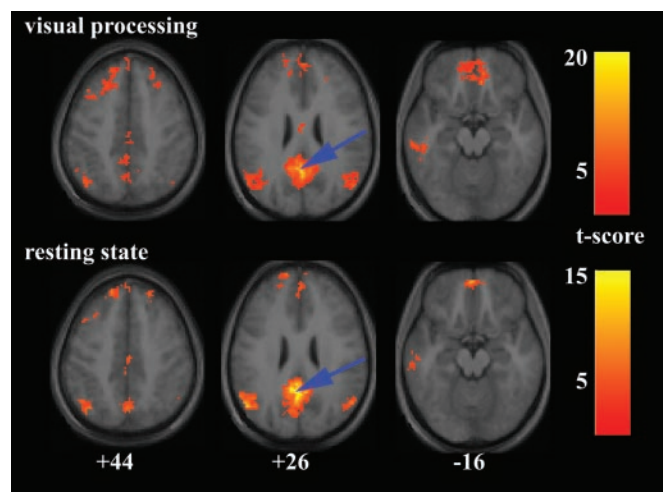 visual processing
20
5
t-score
resting state
15
5
+44
+26
-16